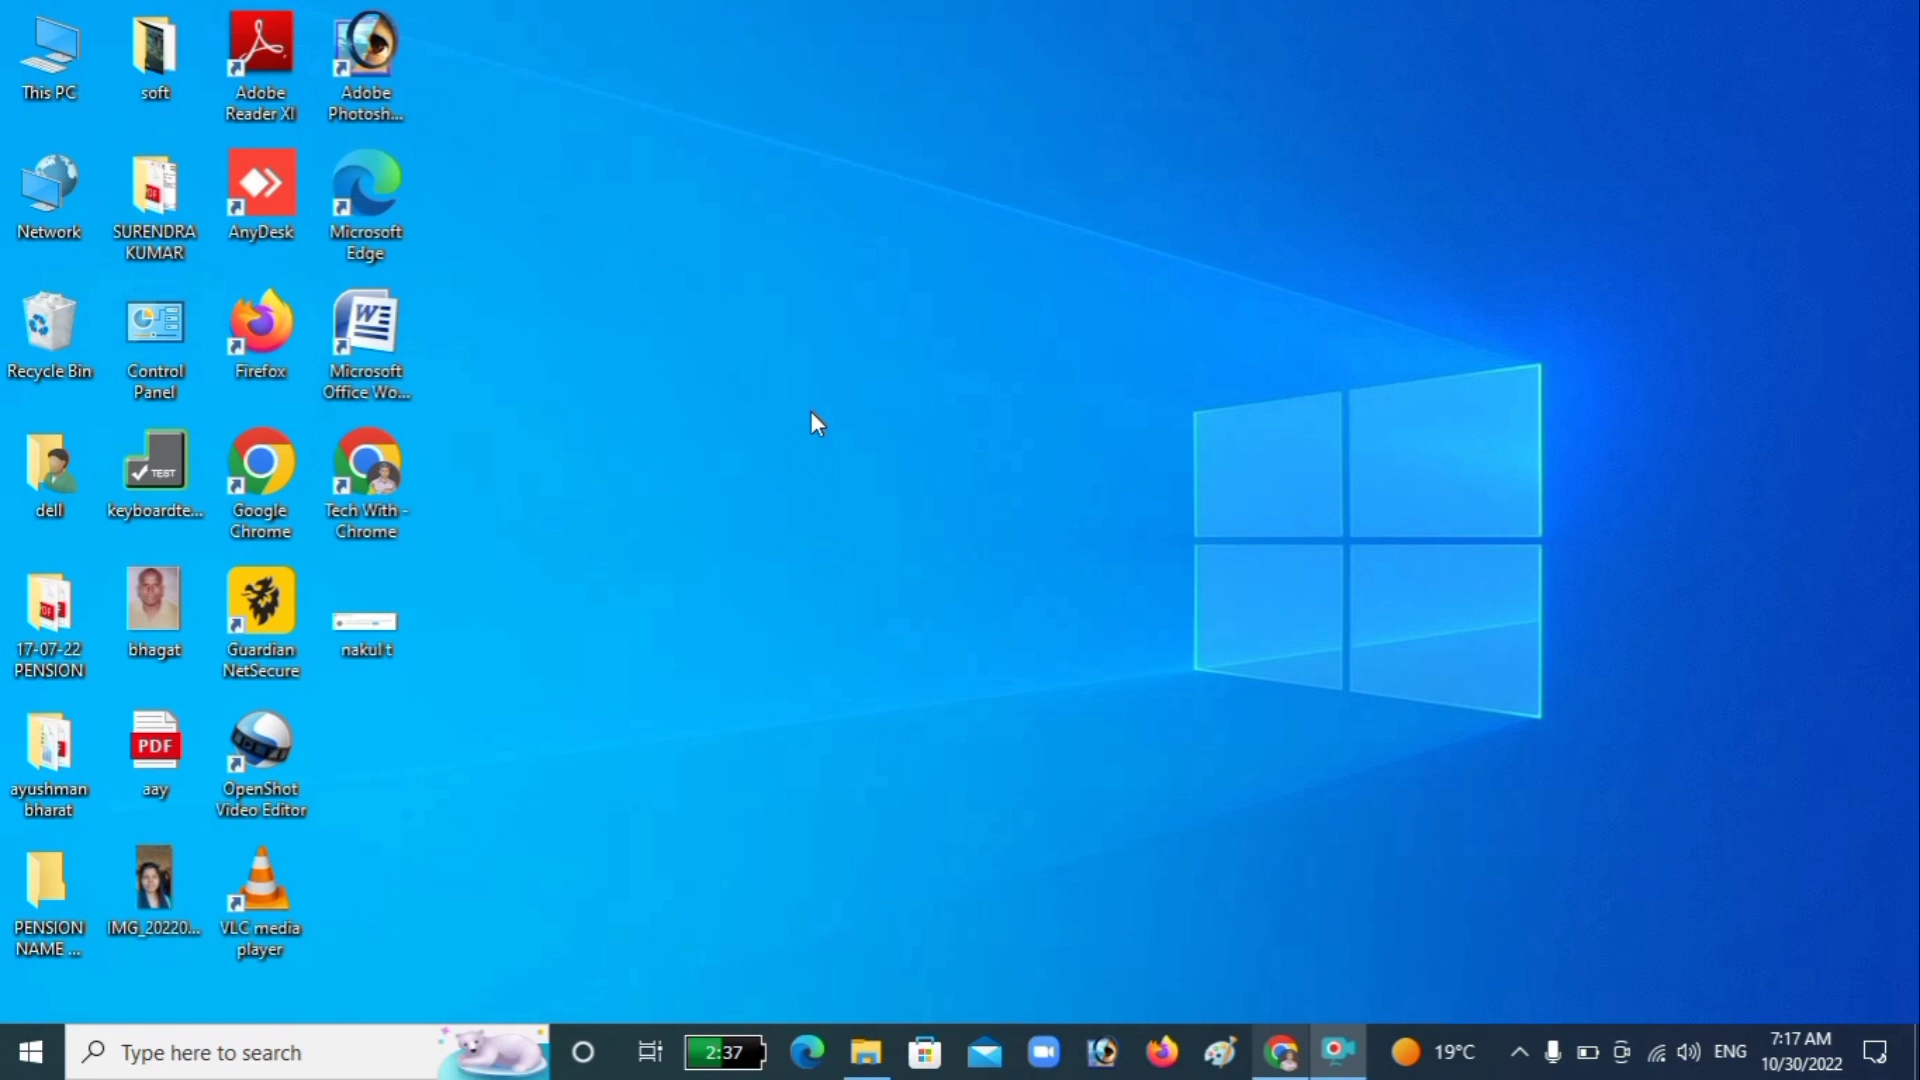 This PC
soft
Adobe
Reader XI
Adobe
Photosh...
Network
SURENDRA
KUMAR
AnyDesk
Microsoft
Edge
Recycle Bin
Control
Panel
Firefox
Microsoft
Office Wo...
dell
TEST
keyboardte...
Google
Chrome
Tech With -
Chrome
17-07-22
PENSION
bhagat
Guardian
NetSecure
nakul t
ayushman
bharat
PDF
aay
OpenShot
Video Editor
PENSION
NAME ...
IMG_20220...
VLC media
player
Type here to search
2:37
19°C
ENG
7:17 AM
10/30/2022